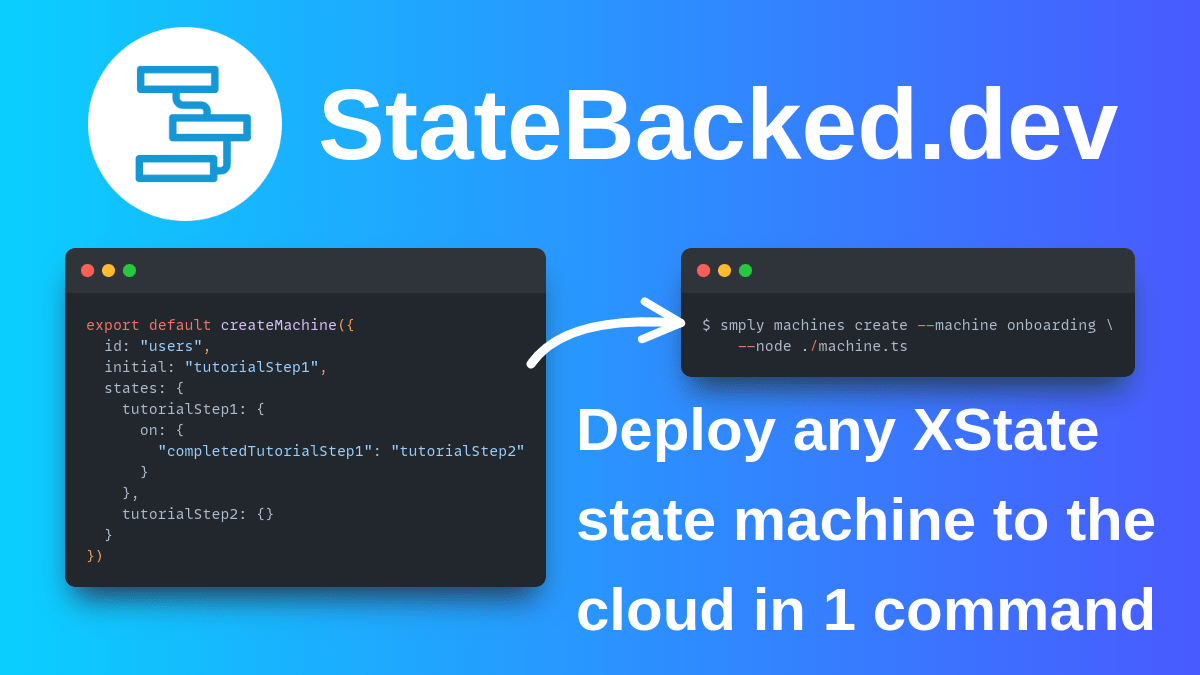 StateBacked.dev
export default createMachine({
  id: "users",
  initial: "tutorialStep1",
  states: {
    tutorialStep1: {
      on: {
        "completedTutorialStep1": "tutorialStep2"
      }
    },
    tutorialStep2: {}
  }
})
$ smply machines create --machine onboarding \
    --node ./machine.ts
Deploy any XState
state machine to the
cloud in 1 command